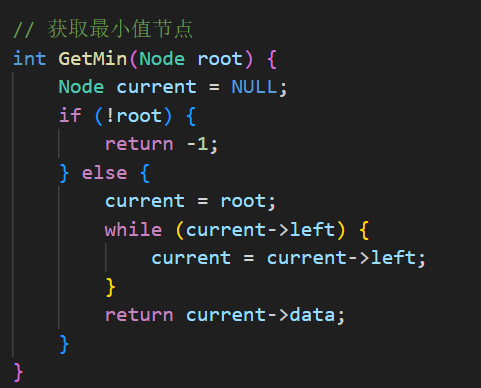 // 获取最小值节点
int GetMin(Node root) {
    Node current = NULL;
    if (!root) {
        return -1;
    } else {
        current = root;
        while (current->left) {
            current = current->left;
        }
        return current->data;
    }
}